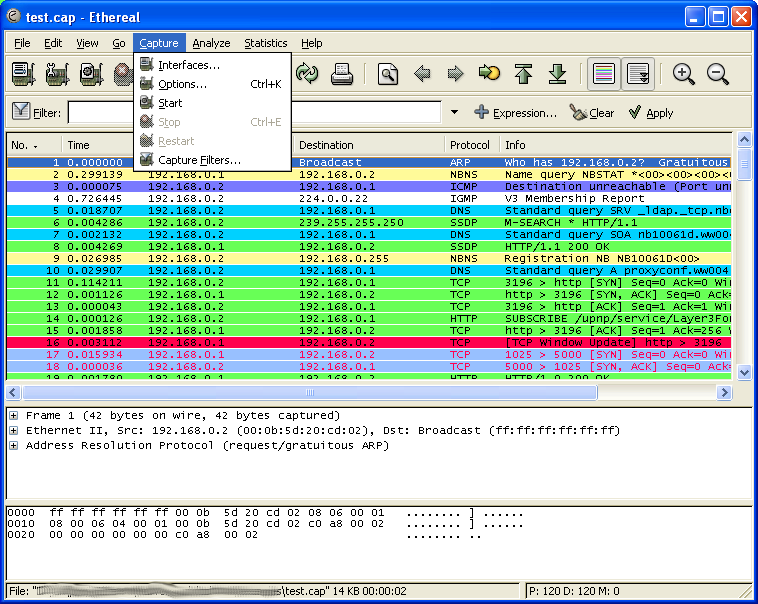 test.cap - Ethereal
File Edit View Go Capture Analyze Statistics Help
Interfaces...
Options... Ctrl+K
Start
Stop Ctrl+E
Restart
Capture Filters...
Filter: Expression... Clear Apply
No. Time Destination Protocol Info
1 0.000000 Broadcast ARP Who has 192.168.0.2? Gratuitous
2 0.299139 192.168.0.1 192.168.0.2 NBNS Name query NBSTAT *<00><00><00><
3 0.000075 192.168.0.2 192.168.0.1 ICMP Destination unreachable (Port un
4 0.726445 192.168.0.2 224.0.0.22 IGMP V3 Membership Report
5 0.018707 192.168.0.2 192.168.0.1 DNS Standard query SRV _ldap._tcp.nb
6 0.004286 192.168.0.2 239.255.255.250 SSDP M-SEARCH * HTTP/1.1
7 0.002132 192.168.0.2 192.168.0.1 DNS Standard query SOA nb10061d.ww00
8 0.004269 192.168.0.1 192.168.0.2 SSDP HTTP/1.1 200 OK
9 0.026985 192.168.0.2 192.168.0.255 NBNS Registration NB NB10061D<00>
10 0.029907 192.168.0.2 192.168.0.1 DNS Standard query A proxyconf.ww004
11 0.114211 192.168.0.2 192.168.0.1 TCP 3196 > http [SYN] Seq=0 Ack=0 Wi
12 0.001126 192.168.0.1 192.168.0.2 TCP http > 3196 [SYN, ACK] Seq=0 Ack
13 0.000043 192.168.0.2 192.168.0.1 TCP 3196 > http [ACK] Seq=1 Ack=1 Wi
14 0.000126 192.168.0.2 192.168.0.1 HTTP SUBSCRIBE /upnp/service/Layer3Fo
15 0.001858 192.168.0.1 192.168.0.2 TCP http > 3196 [ACK] Seq=1 Ack=256
16 0.003112 192.168.0.1 192.168.0.2 TCP [TCP Window Update] http > 3196
17 0.015934 192.168.0.1 192.168.0.2 TCP 1025 > 5000 [SYN] Seq=0 Ack=0 Wi
18 0.000036 192.168.0.2 192.168.0.1 TCP 5000 > 1025 [SYN, ACK] Seq=0 Ack
19 0.001780 192.168.0.1 192.168.0.2 HTTP HTTP/1.0 200 OK
Frame 1 (42 bytes on wire, 42 bytes captured)
Ethernet II, Src: 192.168.0.2 (00:0b:5d:20:cd:02), Dst: Broadcast (ff:ff:ff:ff:ff:ff)
Address Resolution Protocol (request/gratuitous ARP)
0000 ff ff ff ff ff ff 00 0b 5d 20 cd 02 08 06 00 01 ........ ] ......
0010 08 00 06 04 00 01 00 0b 5d 20 cd 02 c0 a8 00 02 ........ ] ......
0020 00 00 00 00 00 00 c0 a8 00 02 ........ ..
File: " \test.cap" 14 KB 00:00:02 P: 120 D: 120 M: 0